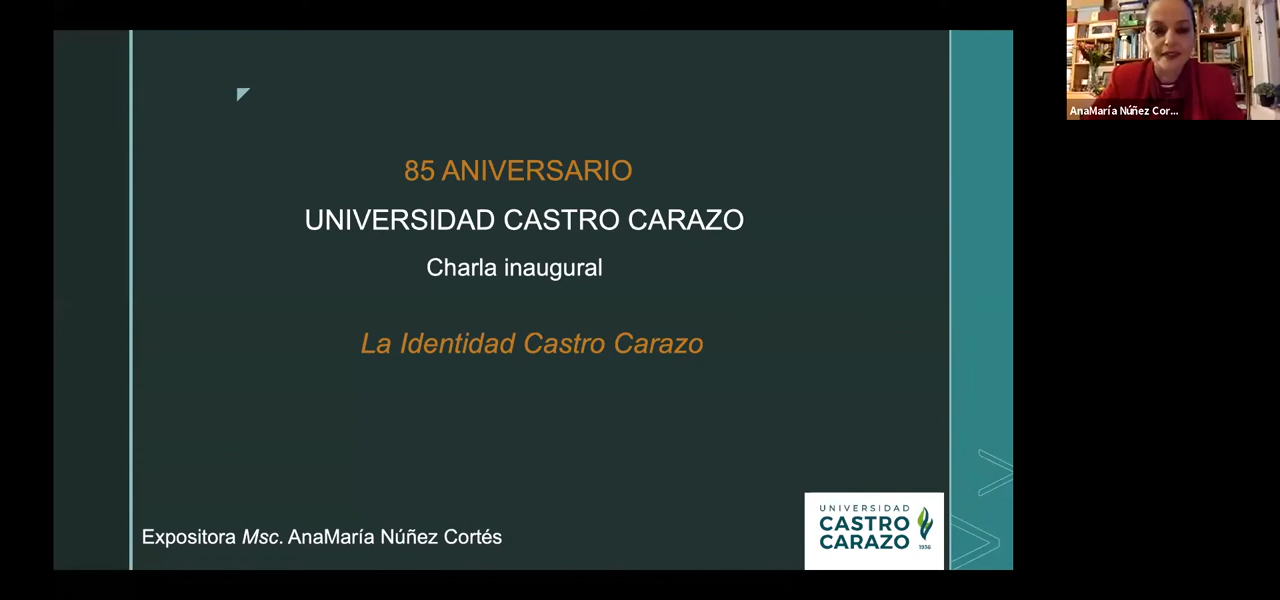 AnaMaría Núñez Cor...
85 ANIVERSARIO
UNIVERSIDAD CASTRO CARAZO
Charla inaugural
La Identidad Castro Carazo
Expositora Msc. AnaMaría Núñez Cortés
UNIVERSIDAD
CASTRO
CARAZO
1936